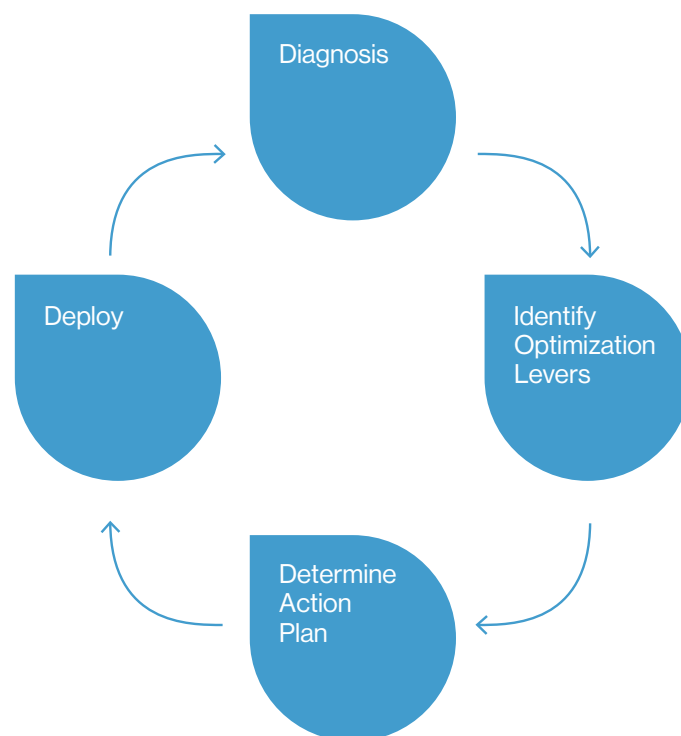 Diagnosis
Deploy
Identify
Optimization
Levers
Determine
Action
Plan